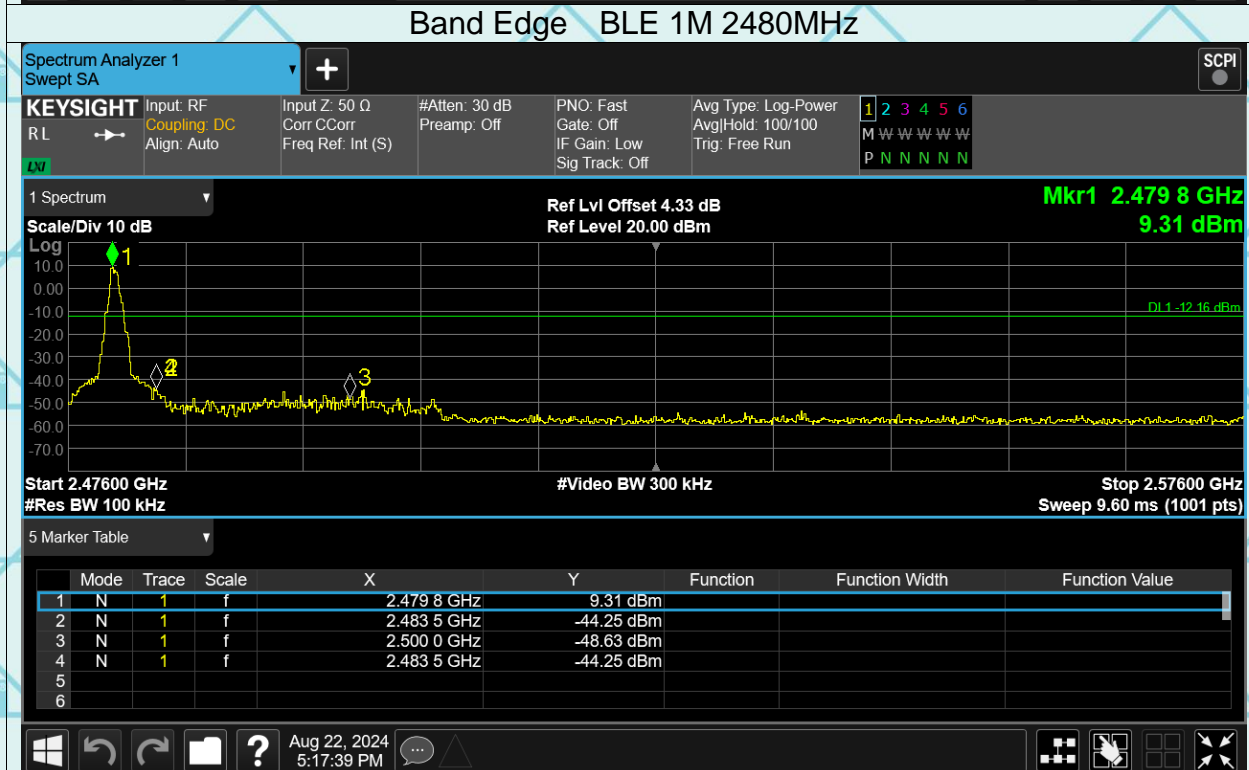 Band Edge BLE 1M 2480MHz
Spectrum Analyzer 1
Swept SA
+
SCPI
KEYSIGHT Input: RF Input Z: 50 Ω #Atten: 30 dB PNO: Fast Avg Type: Log-Power 1 2 3 4 5 6
R L Coupling: DC Corr CCorr Preamp: Off Gate: Off Avg|Hold: 100/100 M W W W W W W
Align: Auto Freq Ref: Int (S) IF Gain: Low Trig: Free Run P N N N N N
LXI Sig Track: Off
1 Spectrum
Mkr1 2.479 8 GHz
Ref Lvl Offset 4.33 dB
Scale/Div 10 dB Ref Level 20.00 dBm 9.31 dBm
Log
1
10.0
0.00
-10.0 DL1 -12.16 dBm
-20.0
-30.0
2
3
-40.0
-50.0
-60.0
-70.0
Start 2.47600 GHz #Video BW 300 kHz Stop 2.57600 GHz
#Res BW 100 kHz Sweep 9.60 ms (1001 pts)
5 Marker Table
Mode Trace Scale X Y Function Function Width Function Value
1 N 1 f 2.479 8 GHz 9.31 dBm
2 N 1 f 2.483 5 GHz -44.25 dBm
3 N 1 f 2.500 0 GHz -48.63 dBm
4 N 1 f 2.483 5 GHz -44.25 dBm
5
6
? Aug 22, 2024
5:17:39 PM